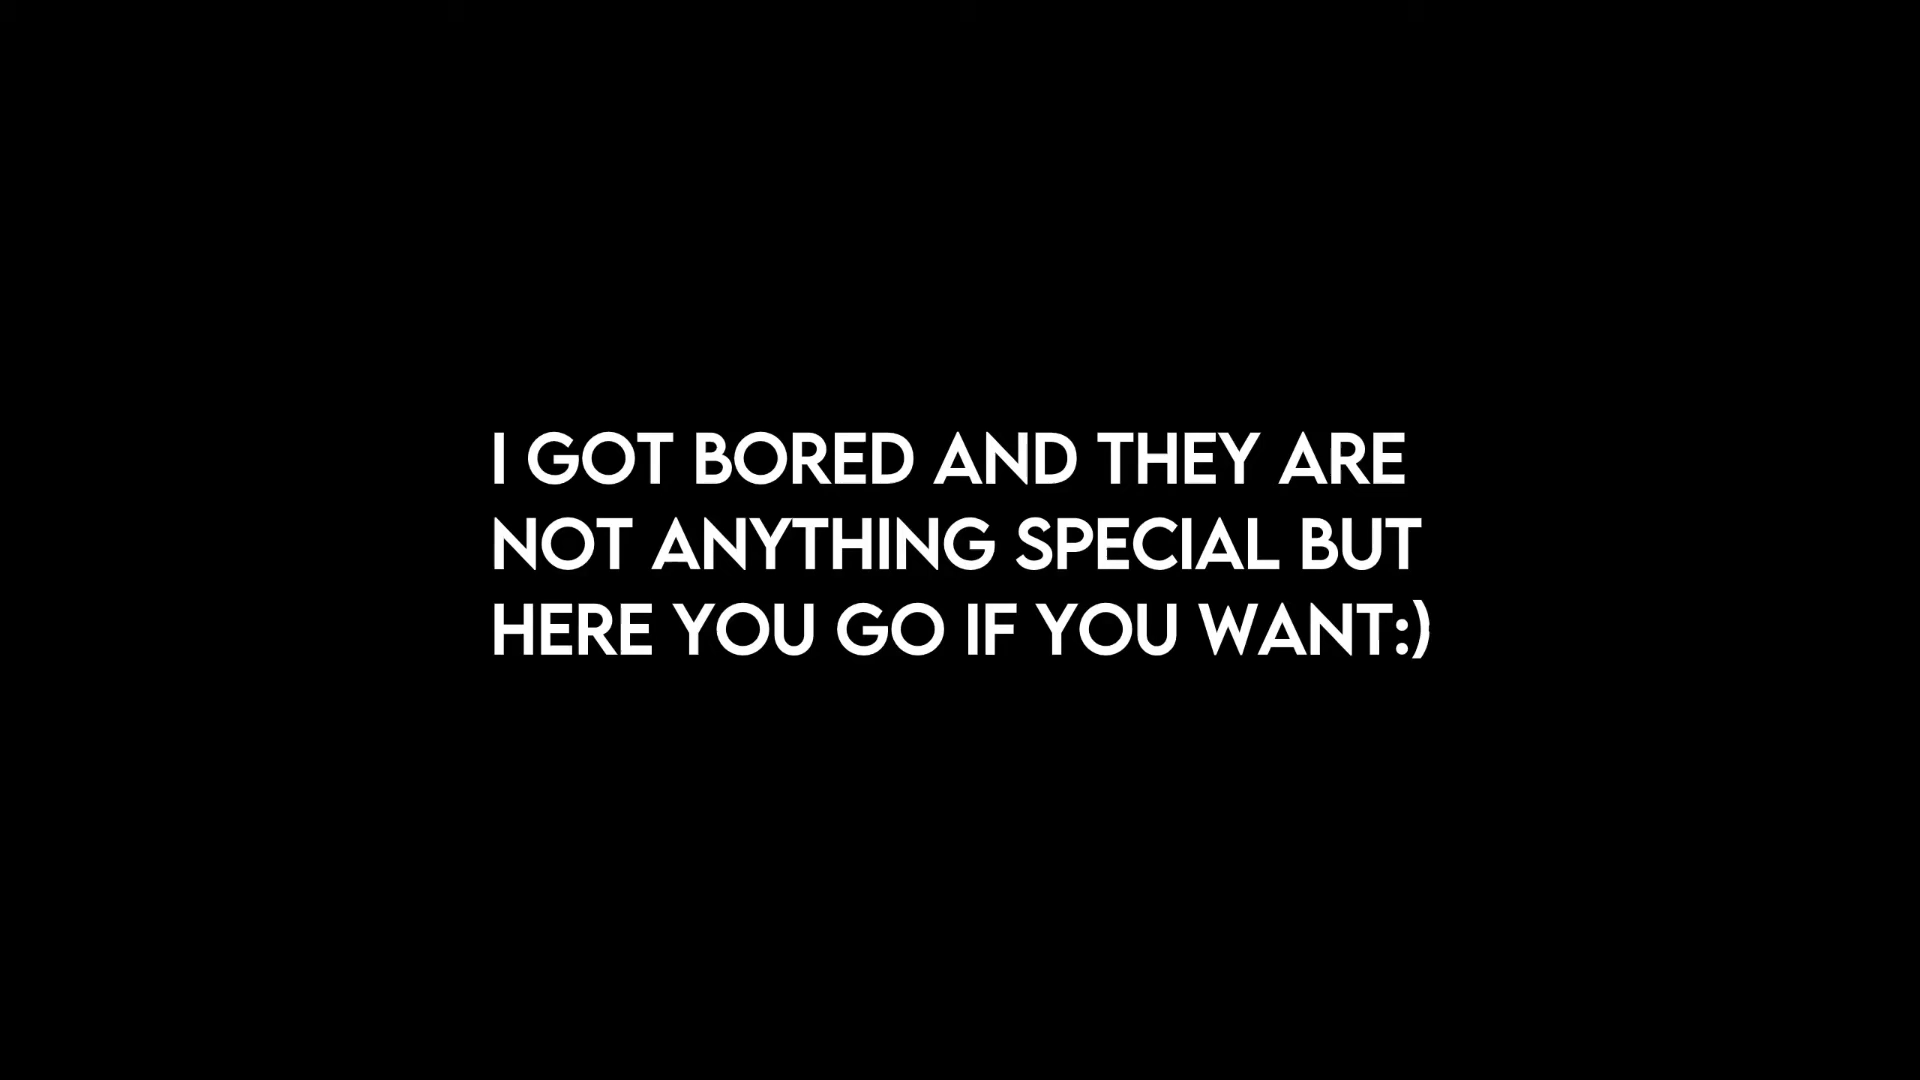 I GOT BORED AND THEY ARE
NOT ANYTHING SPECIAL BUT
HERE YOU GO IF YOU WANT:)